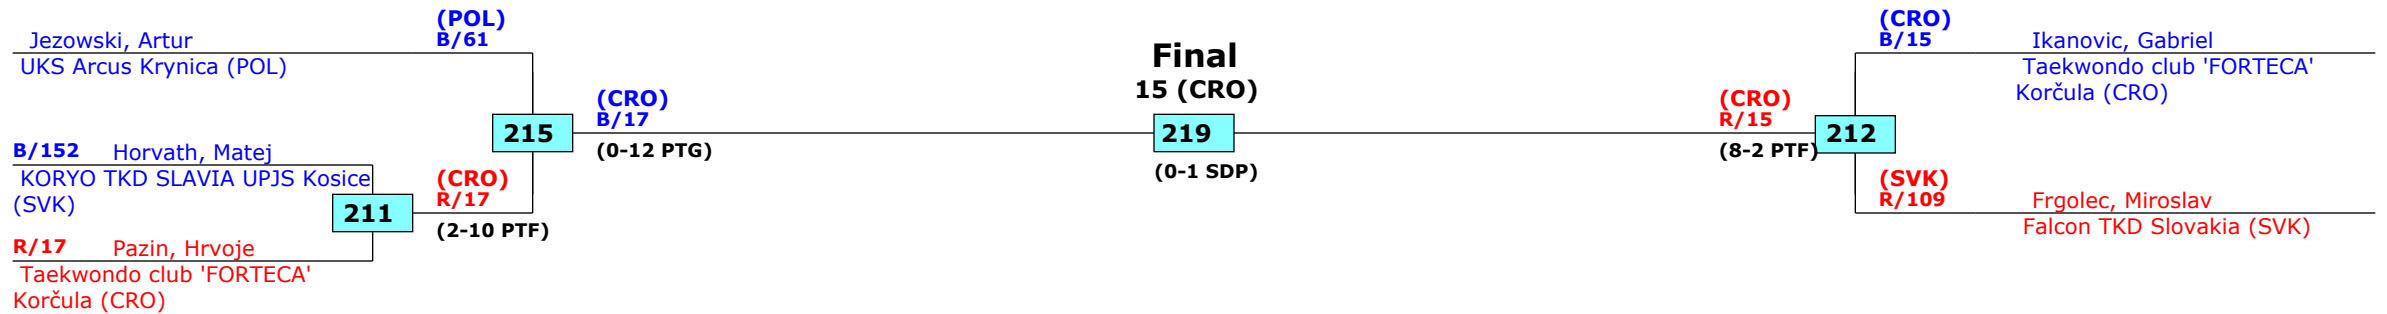 (POL)
B/61
Jezowski, Artur
UKS Arcus Krynica (POL)
215
(CRO)
B/17
(0-12 PTG)
B/152 Horvath, Matej
KORYO TKD SLAVIA UPJS Kosice
(SVK)
211
(CRO)
R/17
(2-10 PTF)
R/17 Pazin, Hrvoje
Taekwondo club 'FORTECA'
Korčula (CRO)
Final
15 (CRO)
219
(0-1 SDP)
(CRO)
R/15
(8-2 PTF)
212
(CRO)
B/15
Ikanovic, Gabriel
Taekwondo club 'FORTECA'
Korčula (CRO)
(SVK)
R/109
Frgolec, Miroslav
Falcon TKD Slovakia (SVK)